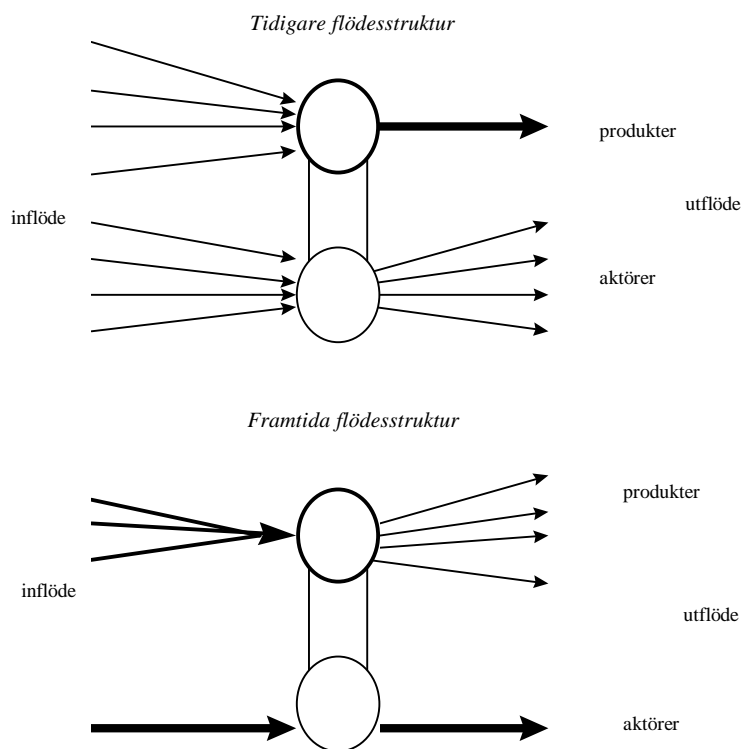 Tidigare flödesstruktur
produkter
utflöde
inflöde
aktörer
Framtida flödesstruktur
produkter
inflöde
utflöde
aktörer